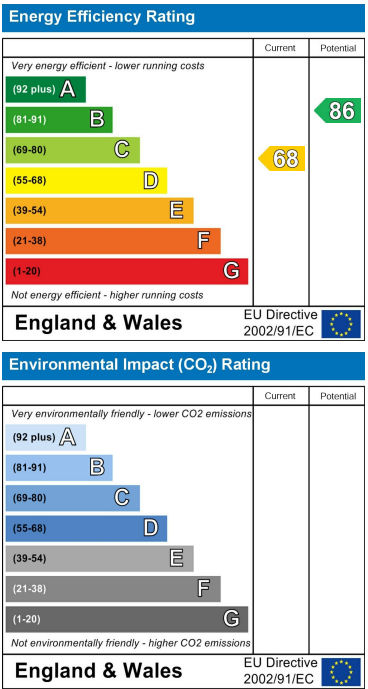 Energy Efficiency Rating
Current Potential
Very energy efficient - lower running costs
(92 plus) A
(81-91) B
86
(69-80) C
68
(55-68) D
(39-54) E
(21-38) F
(1-20) G
Not energy efficient - higher running costs
England & Wales
EU Directive
2002/91/EC
Environmental Impact (CO₂) Rating
Current Potential
Very environmentally friendly - lower CO2 emissions
(92 plus) A
(81-91) B
(69-80) C
(55-68) D
(39-54) E
(21-38) F
(1-20) G
Not environmentally friendly - higher CO2 emissions
England & Wales
EU Directive
2002/91/EC